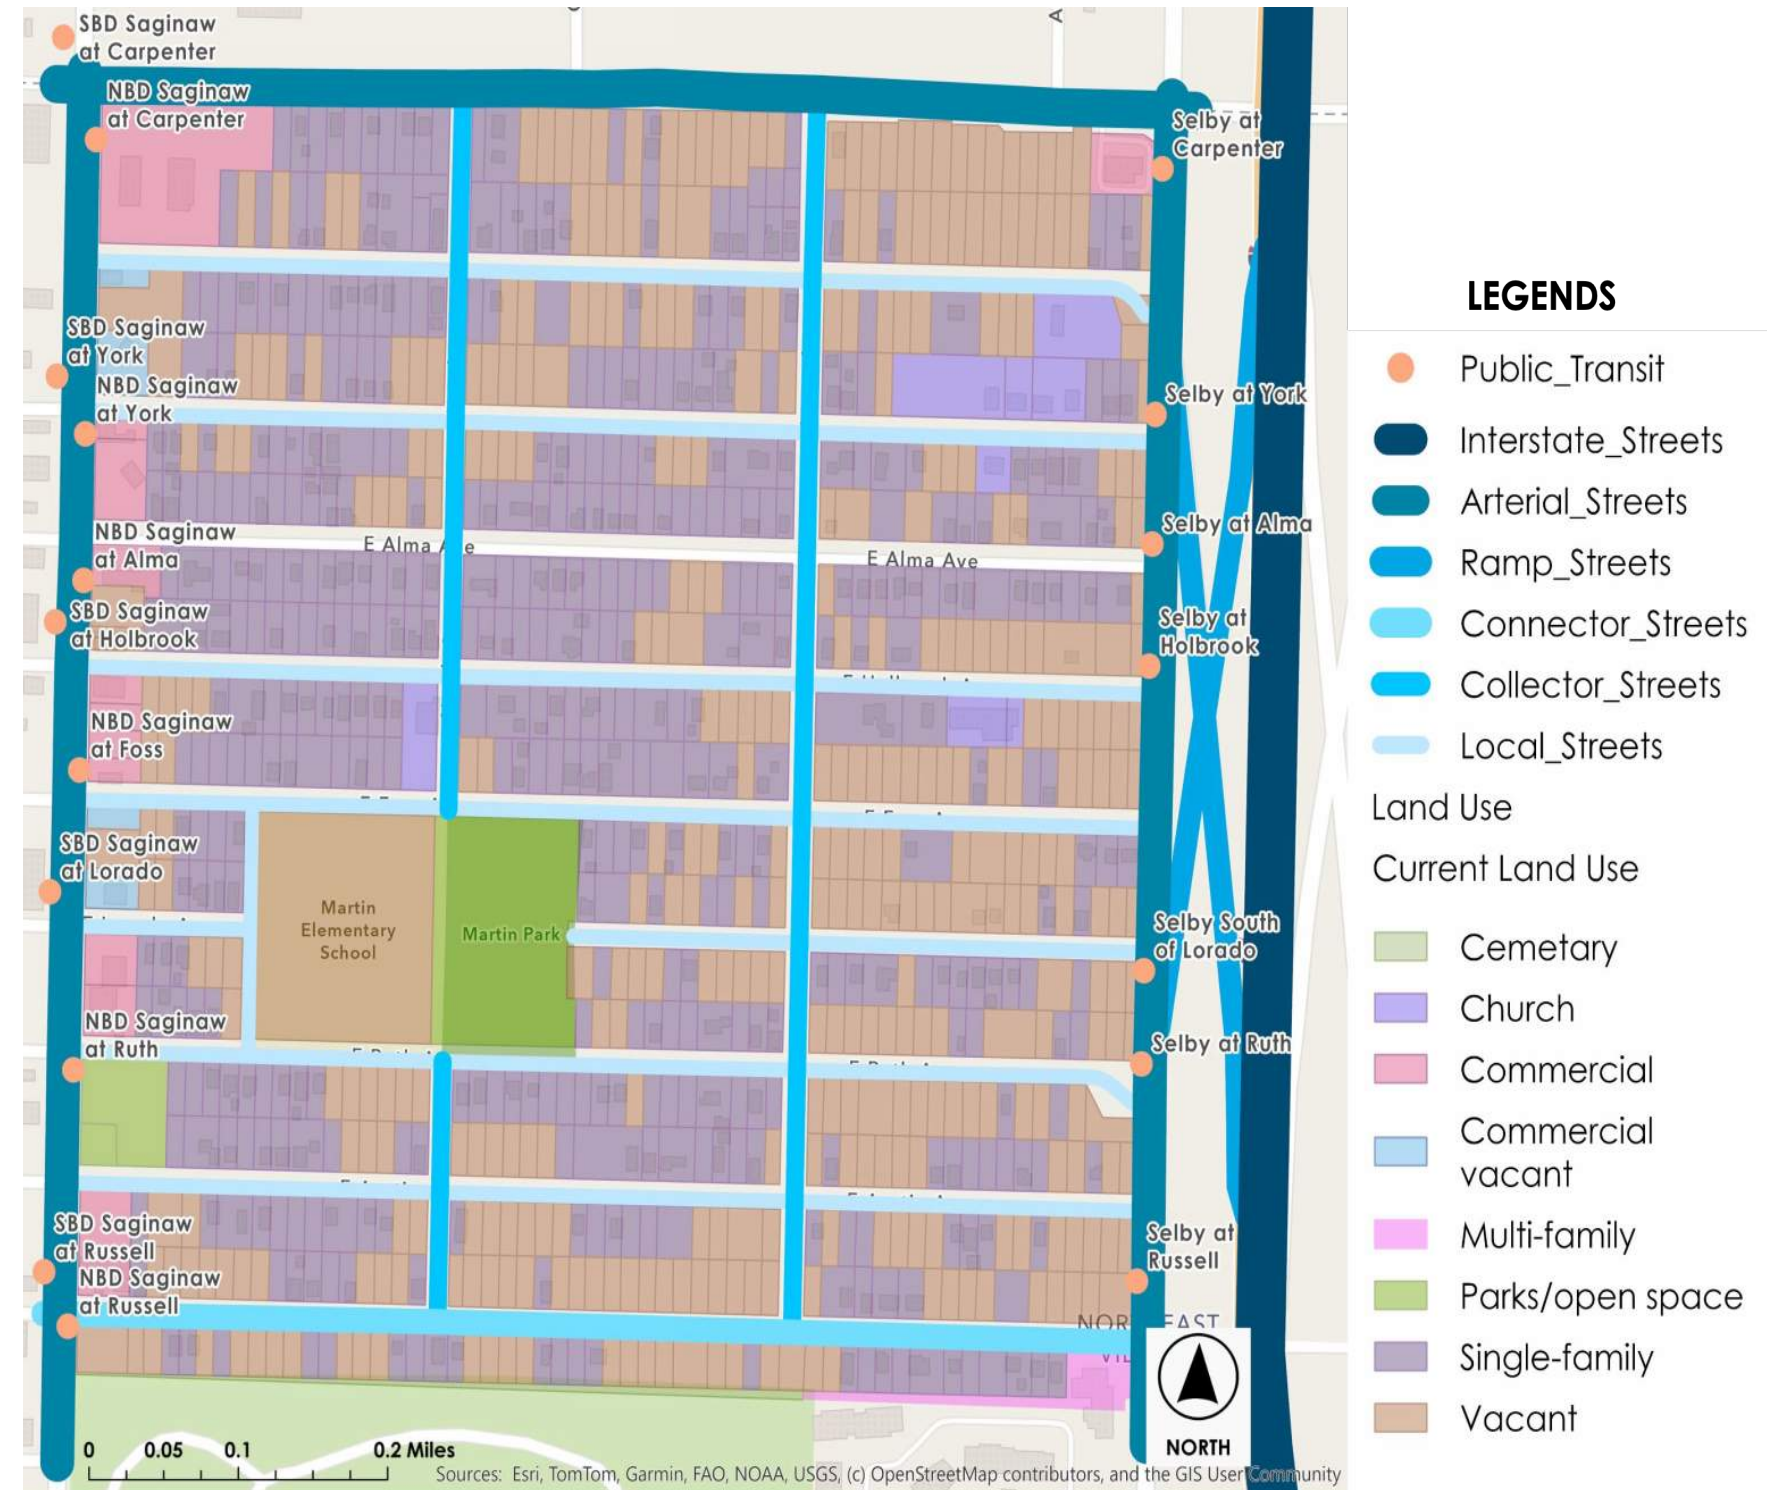 SBD Saginaw
at Carpenter
NBD Saginaw
at Carpenter
A
Selby at
Carpenter
SBD Saginaw
at York
NBD Saginaw
at York
Selby at York
NBD Saginaw
at Alma
E Alma Ave
E Alma Ave
Selby at Alma
SBD Saginaw
at Holbrook
Selby at
Holbrook
NBD Saginaw
at Foss
SBD Saginaw
at Lorado
Martin
Elementary
School
Martin Park
Selby South
of Lorado
NBD Saginaw
at Ruth
Selby at Ruth
SBD Saginaw
at Russell
NBD Saginaw
at Russell
Selby at
Russell
NORTH
0 0.05 0.1 0.2 Miles
Sources: Esri, TomTom, Garmin, FAO, NOAA, USGS, (c) OpenStreetMap contributors, and the GIS User Community
LEGENDS
Public_Transit
Interstate_Streets
Arterial_Streets
Ramp_Streets
Connector_Streets
Collector_Streets
Local_Streets
Land Use
Current Land Use
Cemetary
Church
Commercial
Commercial
vacant
Multi-family
Parks/open space
Single-family
Vacant